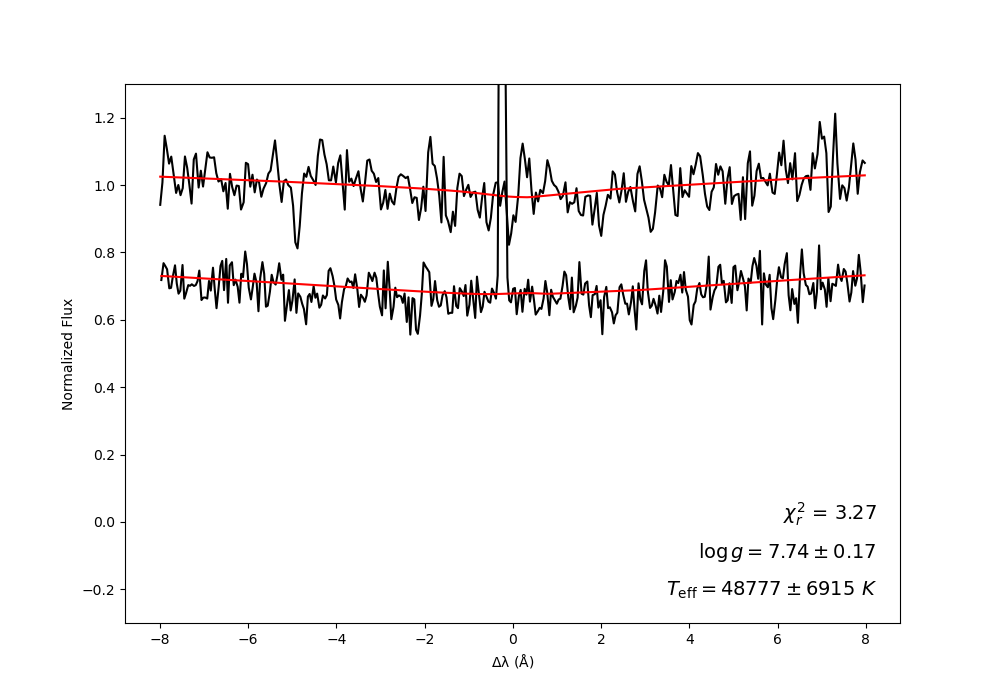 1.2
1.0
0.8
0.6
0.4
0.2
0.0
−0.2
Normalized Flux
χ²ᵣ = 3.27
log g = 7.74 ± 0.17
T_eff = 48777 ± 6915 K
−8 −6 −4 −2 0 2 4 6 8
Δλ (Å)